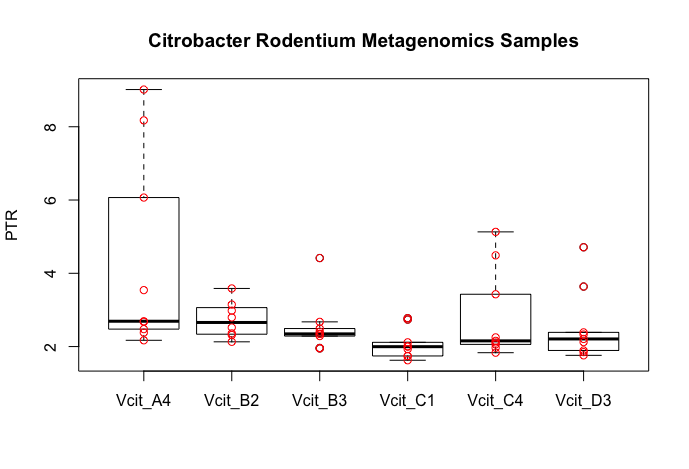 Citrobacter Rodentium Metagenomics Samples
PTR
8
6
4
2
Vcit_A4 Vcit_B2 Vcit_B3 Vcit_C1 Vcit_C4 Vcit_D3